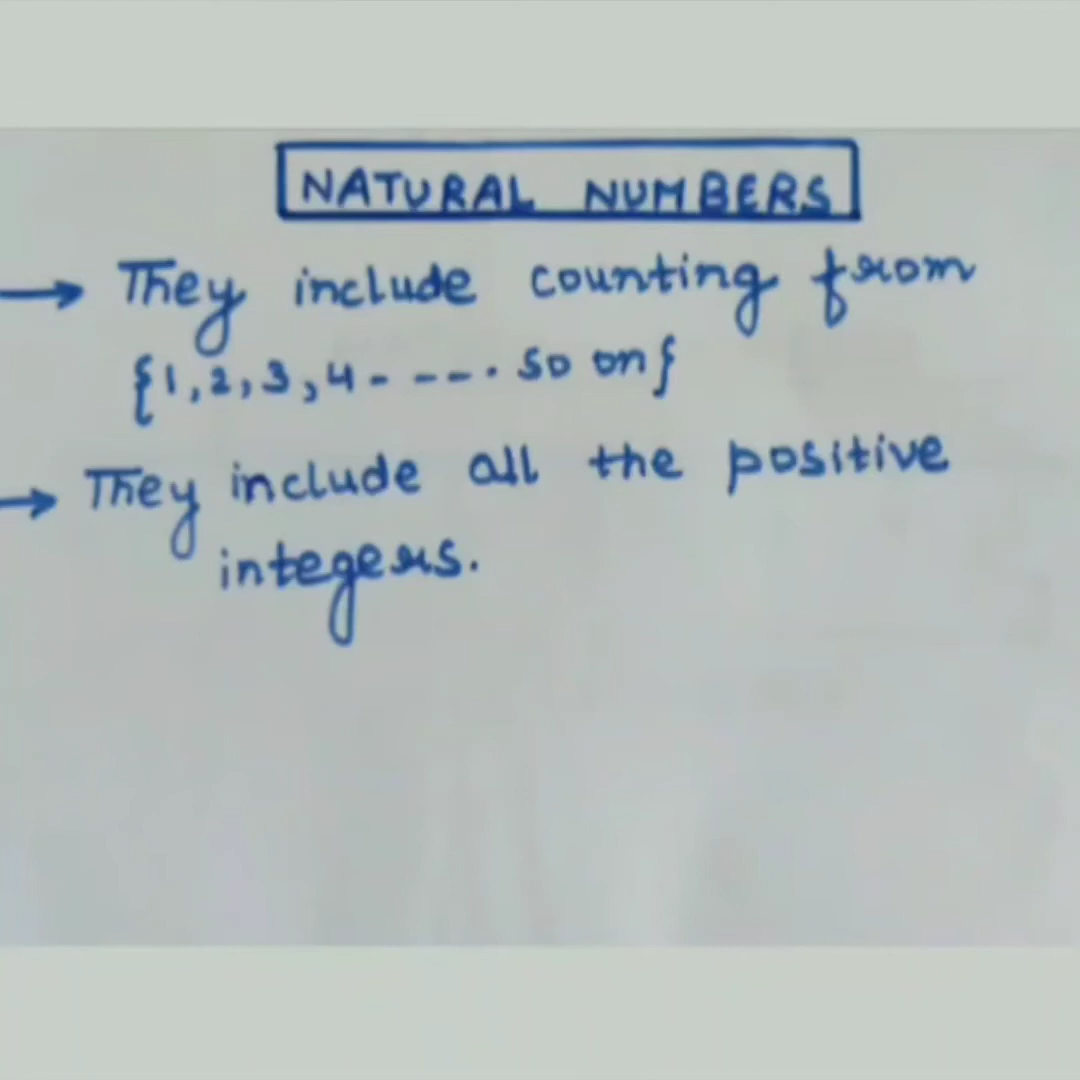 NATURAL NUMBERS
→ They include counting from
{1, 2, 3, 4 - - - - . so on}
→ They include all the positive
integers.